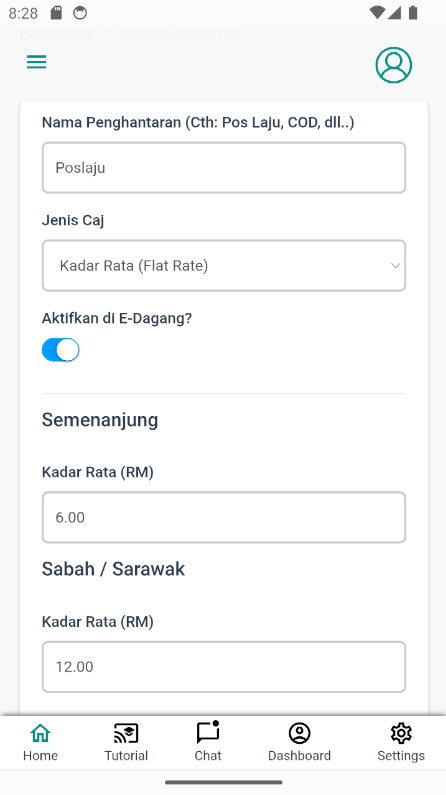 8:28
Nama Penghantaran (Cth: Pos Laju, COD, dll..)
Poslaju
Jenis Caj
Kadar Rata (Flat Rate)
Aktifkan di E-Dagang?
Semenanjung
Kadar Rata (RM)
6.00
Sabah / Sarawak
Kadar Rata (RM)
12.00
Home Tutorial Chat Dashboard Settings